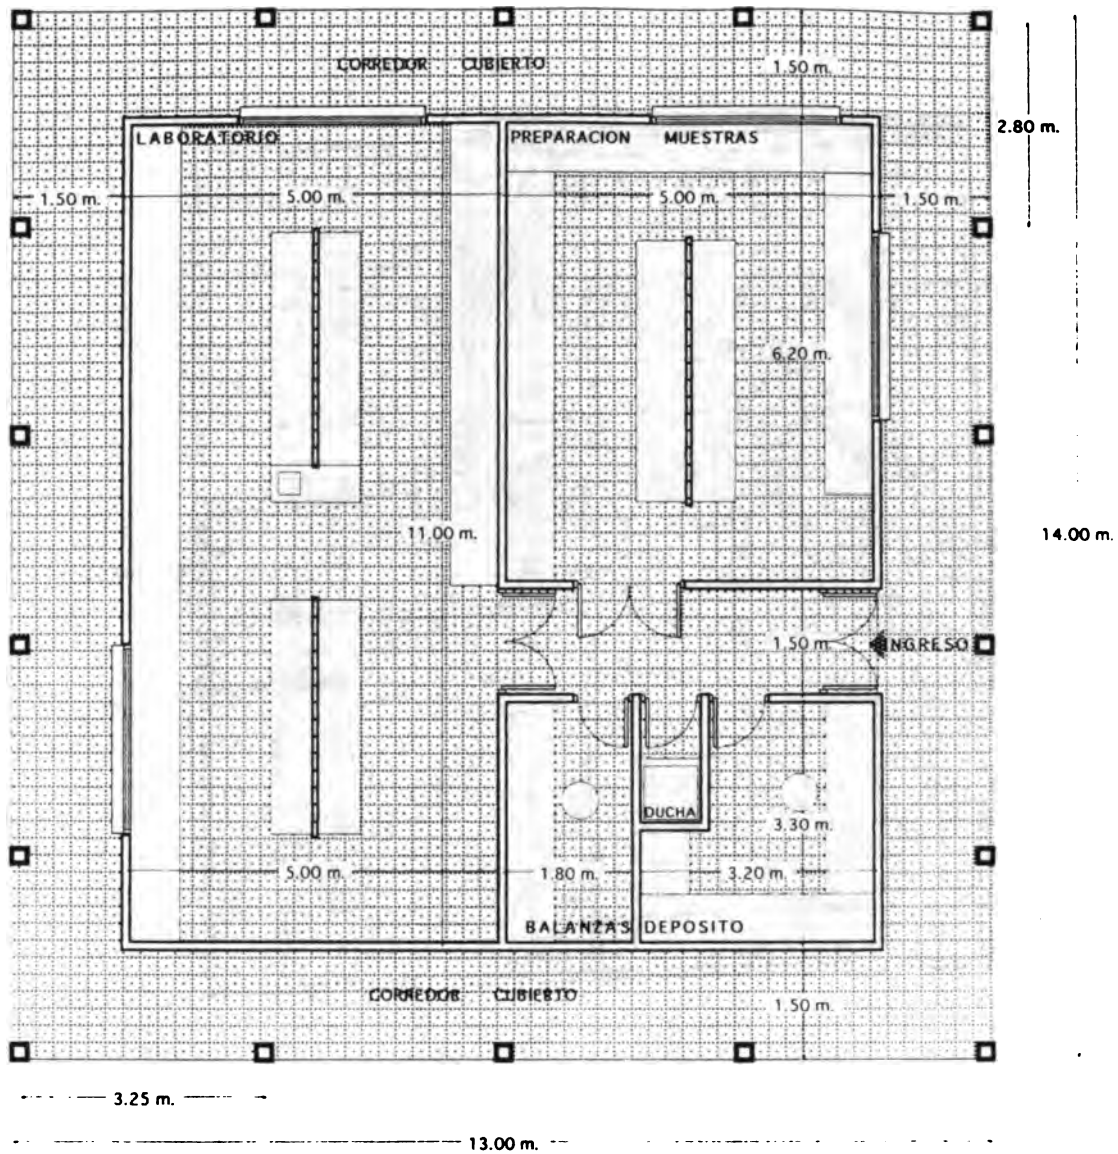 CORREDOR CUBIERTO
1.50 m.
2.80 m.
LABORATORIO
PREPARACION MUESTRAS
1.50 m.
5.00 m.
5.00 m.
1.50 m.
6.20 m.
11.00 m.
14.00 m.
1.50 m.
INGRESO
DUCHA
3.30 m.
5.00 m.
1.80 m.
3.20 m.
BALANZAS
DEPOSITO
CORREDOR CUBIERTO
1.50 m.
3.25 m.
13.00 m.